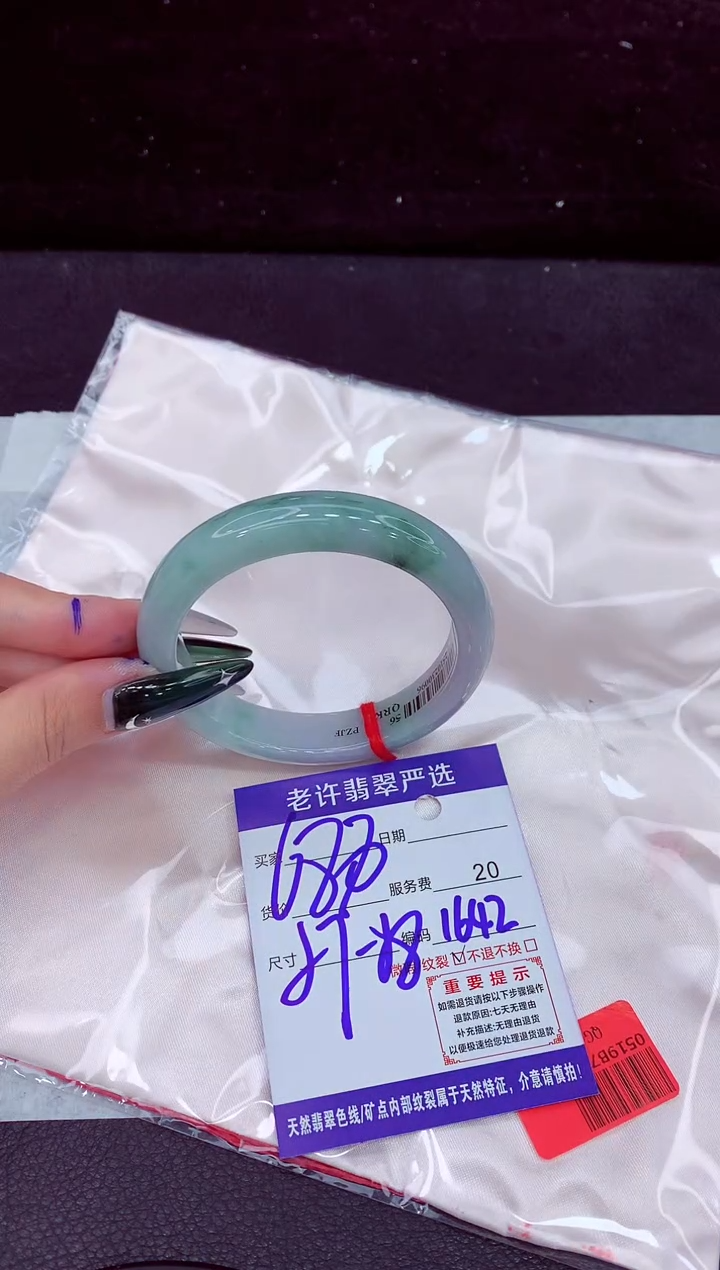 56
QRK
PZJF
老许翡翠严选
买家 日期
货价 服务费 20
尺寸 编码 1642
纹裂 不退不换
重要提示
如需退货请按以下步骤操作
退款原因:七天无理由
补充描述:无理由退货
以便极速给您处理退货退款
天然翡翠色线/矿点内部纹裂属于天然特征，介意请慎拍!
0519B7